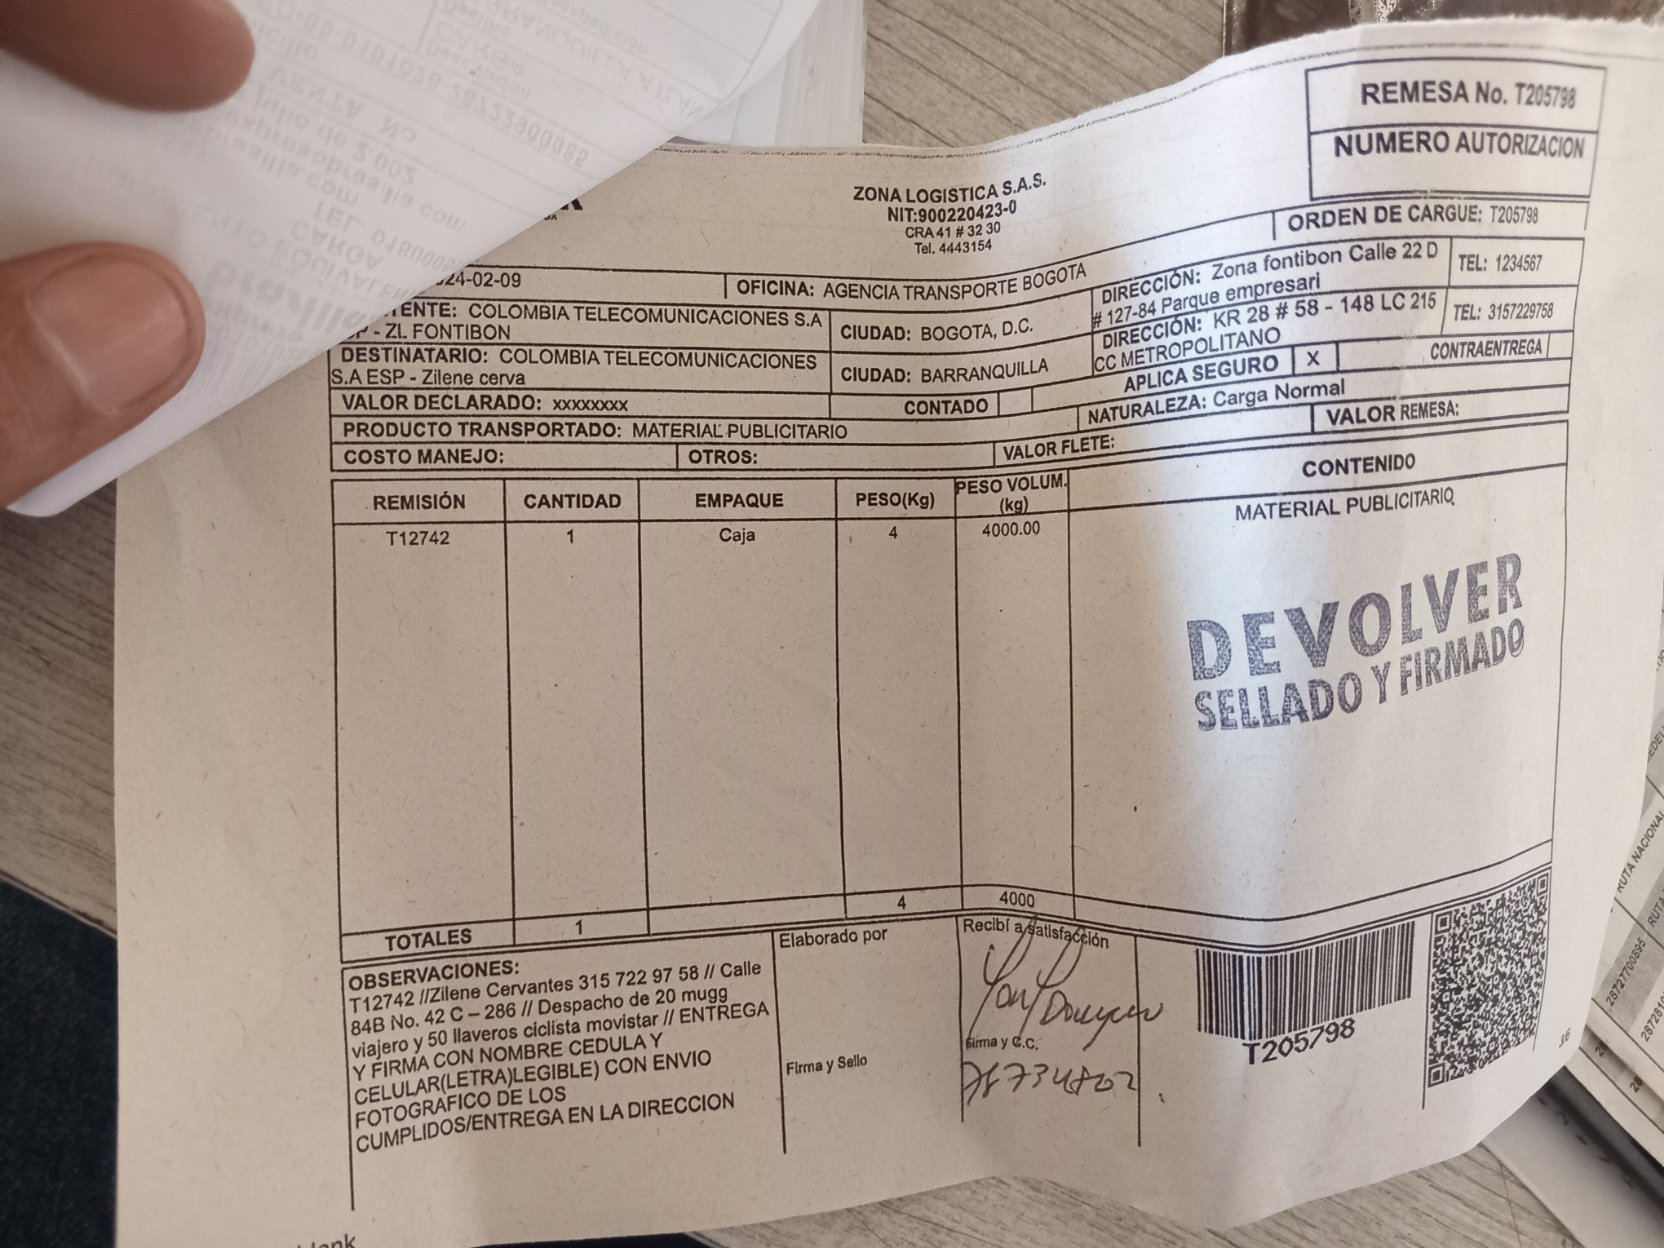 REMESA No. T205798
NUMERO AUTORIZACION
ZONA LOGISTICA S.A.S.
NIT:900220423-0
CRA 41 # 32 30
Tel. 4443154
ORDEN DE CARGUE: T205798
24-02-09
OFICINA: AGENCIA TRANSPORTE BOGOTA
DIRECCIÓN: Zona fontibon Calle 22 D
# 127-84 Parque empresari
TEL: 1234567
ENTE: COLOMBIA TELECOMUNICACIONES S.A
P - ZL FONTIBON
CIUDAD: BOGOTA, D.C.
DIRECCIÓN: KR 28 # 58 - 148 LC 215
CC METROPOLITANO
TEL: 3157229758
DESTINATARIO: COLOMBIA TELECOMUNICACIONES
S.A ESP - Zilene cerva
CIUDAD: BARRANQUILLA
APLICA SEGURO X CONTRAENTREGA
VALOR DECLARADO: xxxxxxxx
CONTADO
NATURALEZA: Carga Normal
PRODUCTO TRANSPORTADO: MATERIAL PUBLICITARIO
VALOR REMESA:
COSTO MANEJO:
OTROS:
VALOR FLETE:
REMISIÓN CANTIDAD EMPAQUE PESO(Kg) PESO VOLUM. (kg) CONTENIDO
T12742 1 Caja 4 4000.00 MATERIAL PUBLICITARIO
DEVOLVER
SELLADO Y FIRMADO
TOTALES 1 4 4000
OBSERVACIONES:
T12742 //Zilene Cervantes 315 722 97 58 // Calle
84B No. 42 C – 286 // Despacho de 20 mugg
viajero y 50 llaveros ciclista movistar // ENTREGA
Y FIRMA CON NOMBRE CEDULA Y
CELULAR(LETRA)LEGIBLE) CON ENVIO
FOTOGRAFICO DE LOS
CUMPLIDOS/ENTREGA EN LA DIRECCION
Elaborado por
Firma y Sello
Recibí a satisfacción
Firma y C.C.
T205798
RUTA NACIONAL
28727700895